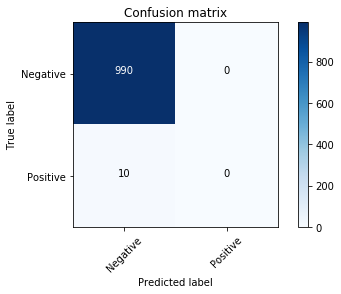 Confusion matrix
True label
Negative
990
0
Positive
10
0
Negative
Positive
Predicted label
800
600
400
200
0